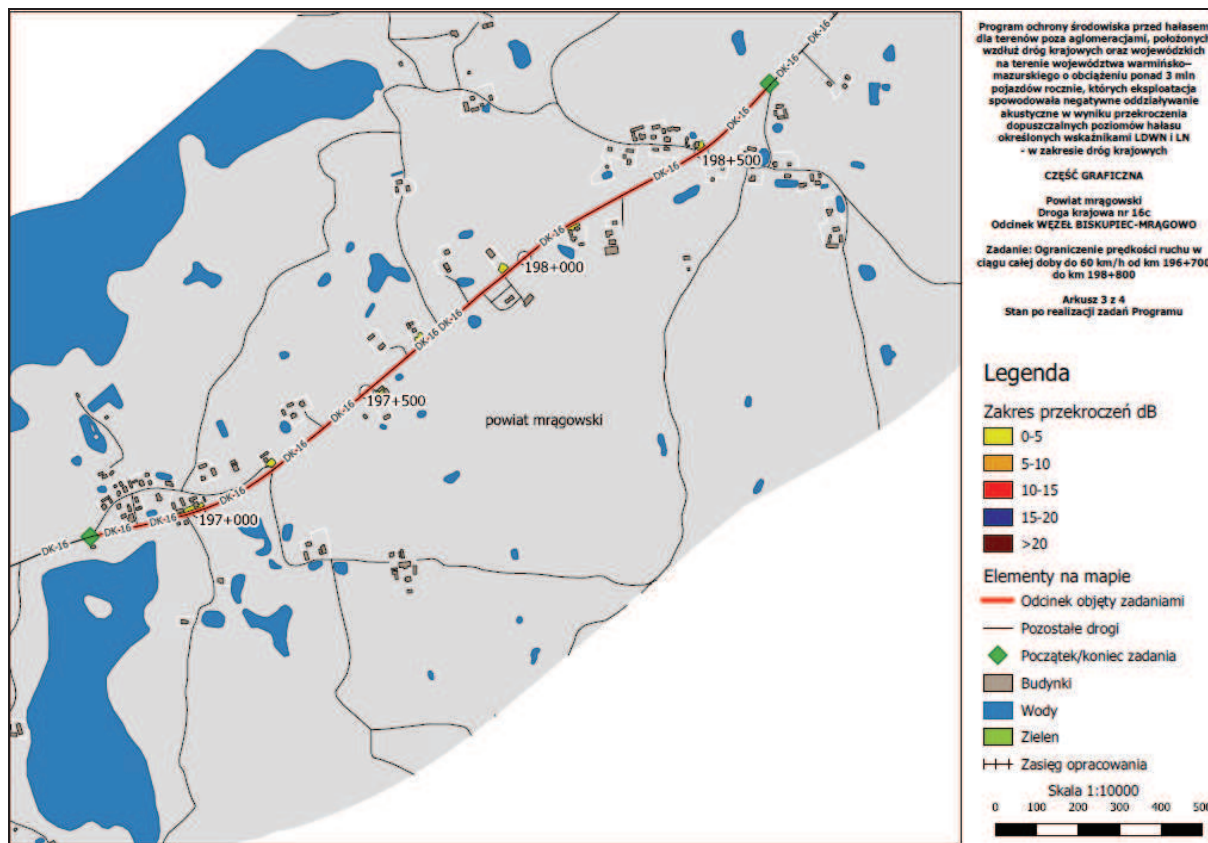 DK-16
DK-16
DK-16
198+500
DK-16
DK-16
198+000
DK-16
DK-16
DK-16
DK-16
197+500
DK-16
powiat mrągowski
DK-16
DK-16
197+000
DK-16
DK-16
DK-16
Program ochrony środowiska przed hałasem
dla terenów poza aglomeracjami, położonych
wzdłuż dróg krajowych oraz wojewódzkich
na terenie województwa warmińsko–
mazurskiego o obciążeniu ponad 3 mln
pojazdów rocznie, których eksploatacja
spowodowała negatywne oddziaływanie
akustyczne w wyniku przekroczenia
dopuszczalnych poziomów hałasu
określonych wskaźnikami LDWN i LN
- w zakresie dróg krajowych
CZĘŚĆ GRAFICZNA
Powiat mrągowski
Droga krajowa nr 16c
Odcinek WĘZEŁ BISKUPIEC-MRĄGOWO
Zadanie: Ograniczenie prędkości ruchu w
ciągu całej doby do 60 km/h od km 196+700
do km 198+800
Arkusz 3 z 4
Stan po realizacji zadań Programu
Legenda
Zakres przekroczeń dB
0-5
5-10
10-15
15-20
>20
Elementy na mapie
Odcinek objęty zadaniami
Pozostałe drogi
Początek/koniec zadania
Budynki
Wody
Zielen
Zasięg opracowania
Skala 1:10000
0 100 200 300 400 500